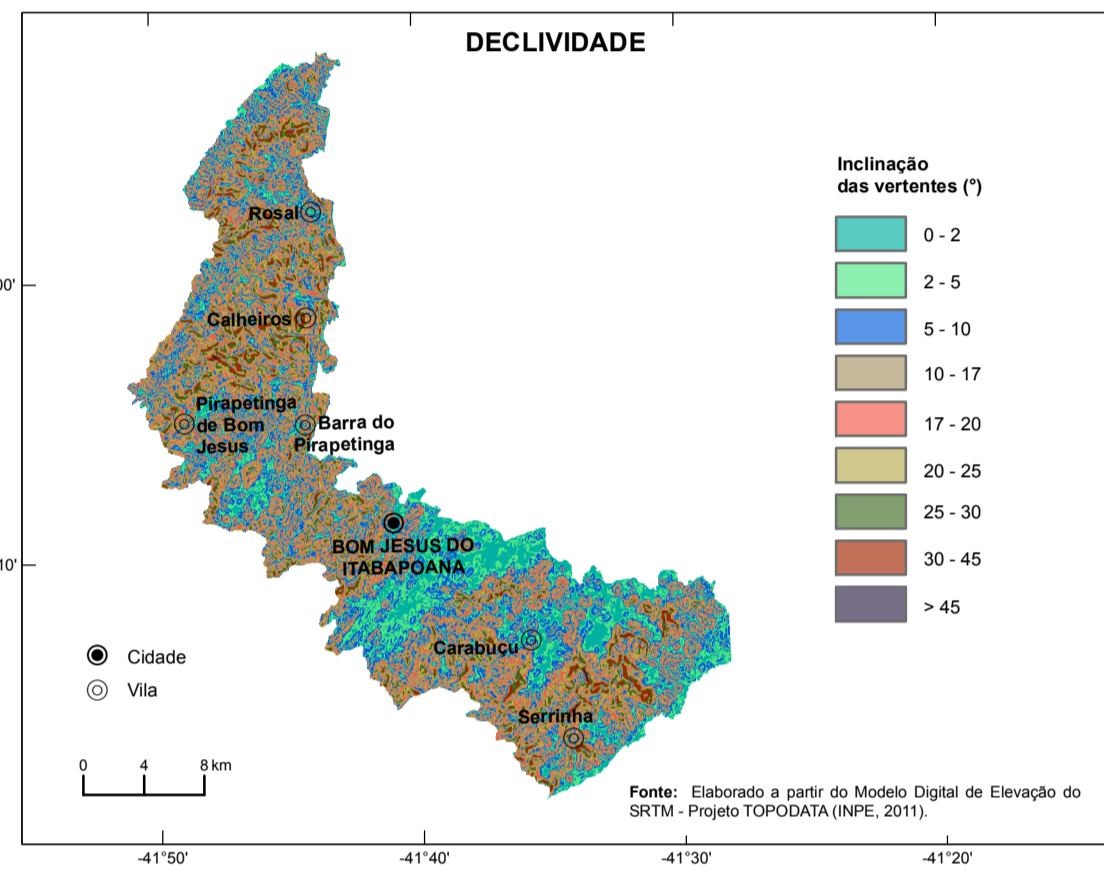 DECLIVIDADE
Inclinação
das vertentes (º)
0 - 2
2 - 5
5 - 10
10 - 17
17 - 20
20 - 25
25 - 30
30 - 45
> 45
Rosal
Calheiros
Pirapetinga
de Bom
Jesus
Barra do
Pirapetinga
BOM JESUS DO
ITABAPOANA
Carabuçu
Serrinha
00'
10'
Cidade
Vila
0 4 8 km
Fonte: Elaborado a partir do Modelo Digital de Elevação do
SRTM - Projeto TOPODATA (INPE, 2011).
-41°50' -41°40' -41°30' -41°20'